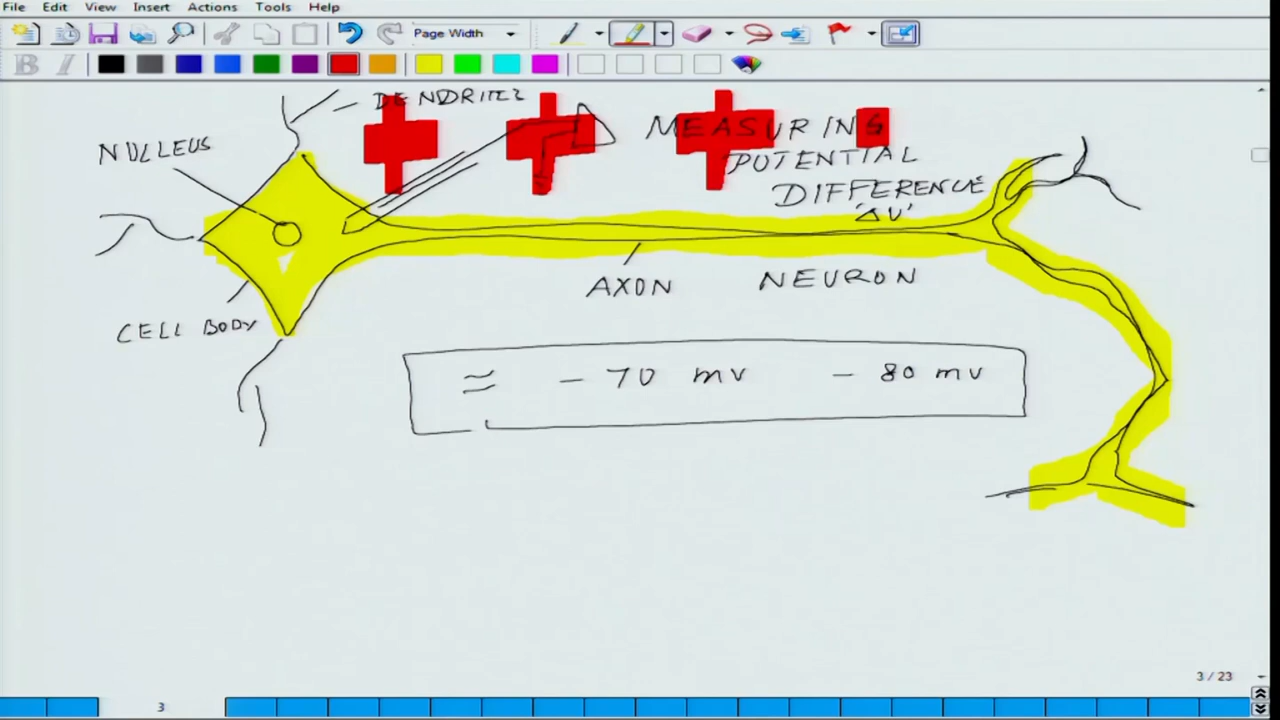 File Edit View Insert Actions Tools Help
Page Width
B I
DENDRITES
NUCLEUS
MEASURING
POTENTIAL
DIFFERENCE
'ΔV'
AXON NEURON
CELL BODY
≈ - 70 mv - 80 mv
3 / 23
3